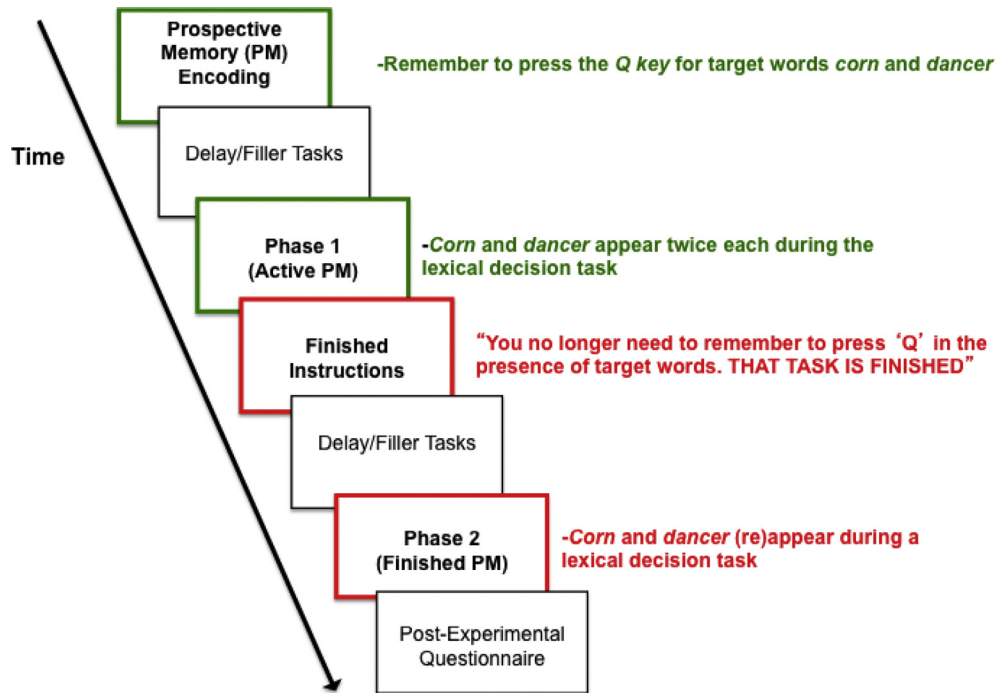 Prospective
Memory (PM)
Encoding
-Remember to press the Q key for target words corn and dancer
Time
Delay/Filler Tasks
Phase 1
(Active PM)
-Corn and dancer appear twice each during the
lexical decision task
Finished
Instructions
“You no longer need to remember to press ‘Q’ in the
presence of target words. THAT TASK IS FINISHED”
Delay/Filler Tasks
Phase 2
(Finished PM)
-Corn and dancer (re)appear during a
lexical decision task
Post-Experimental
Questionnaire